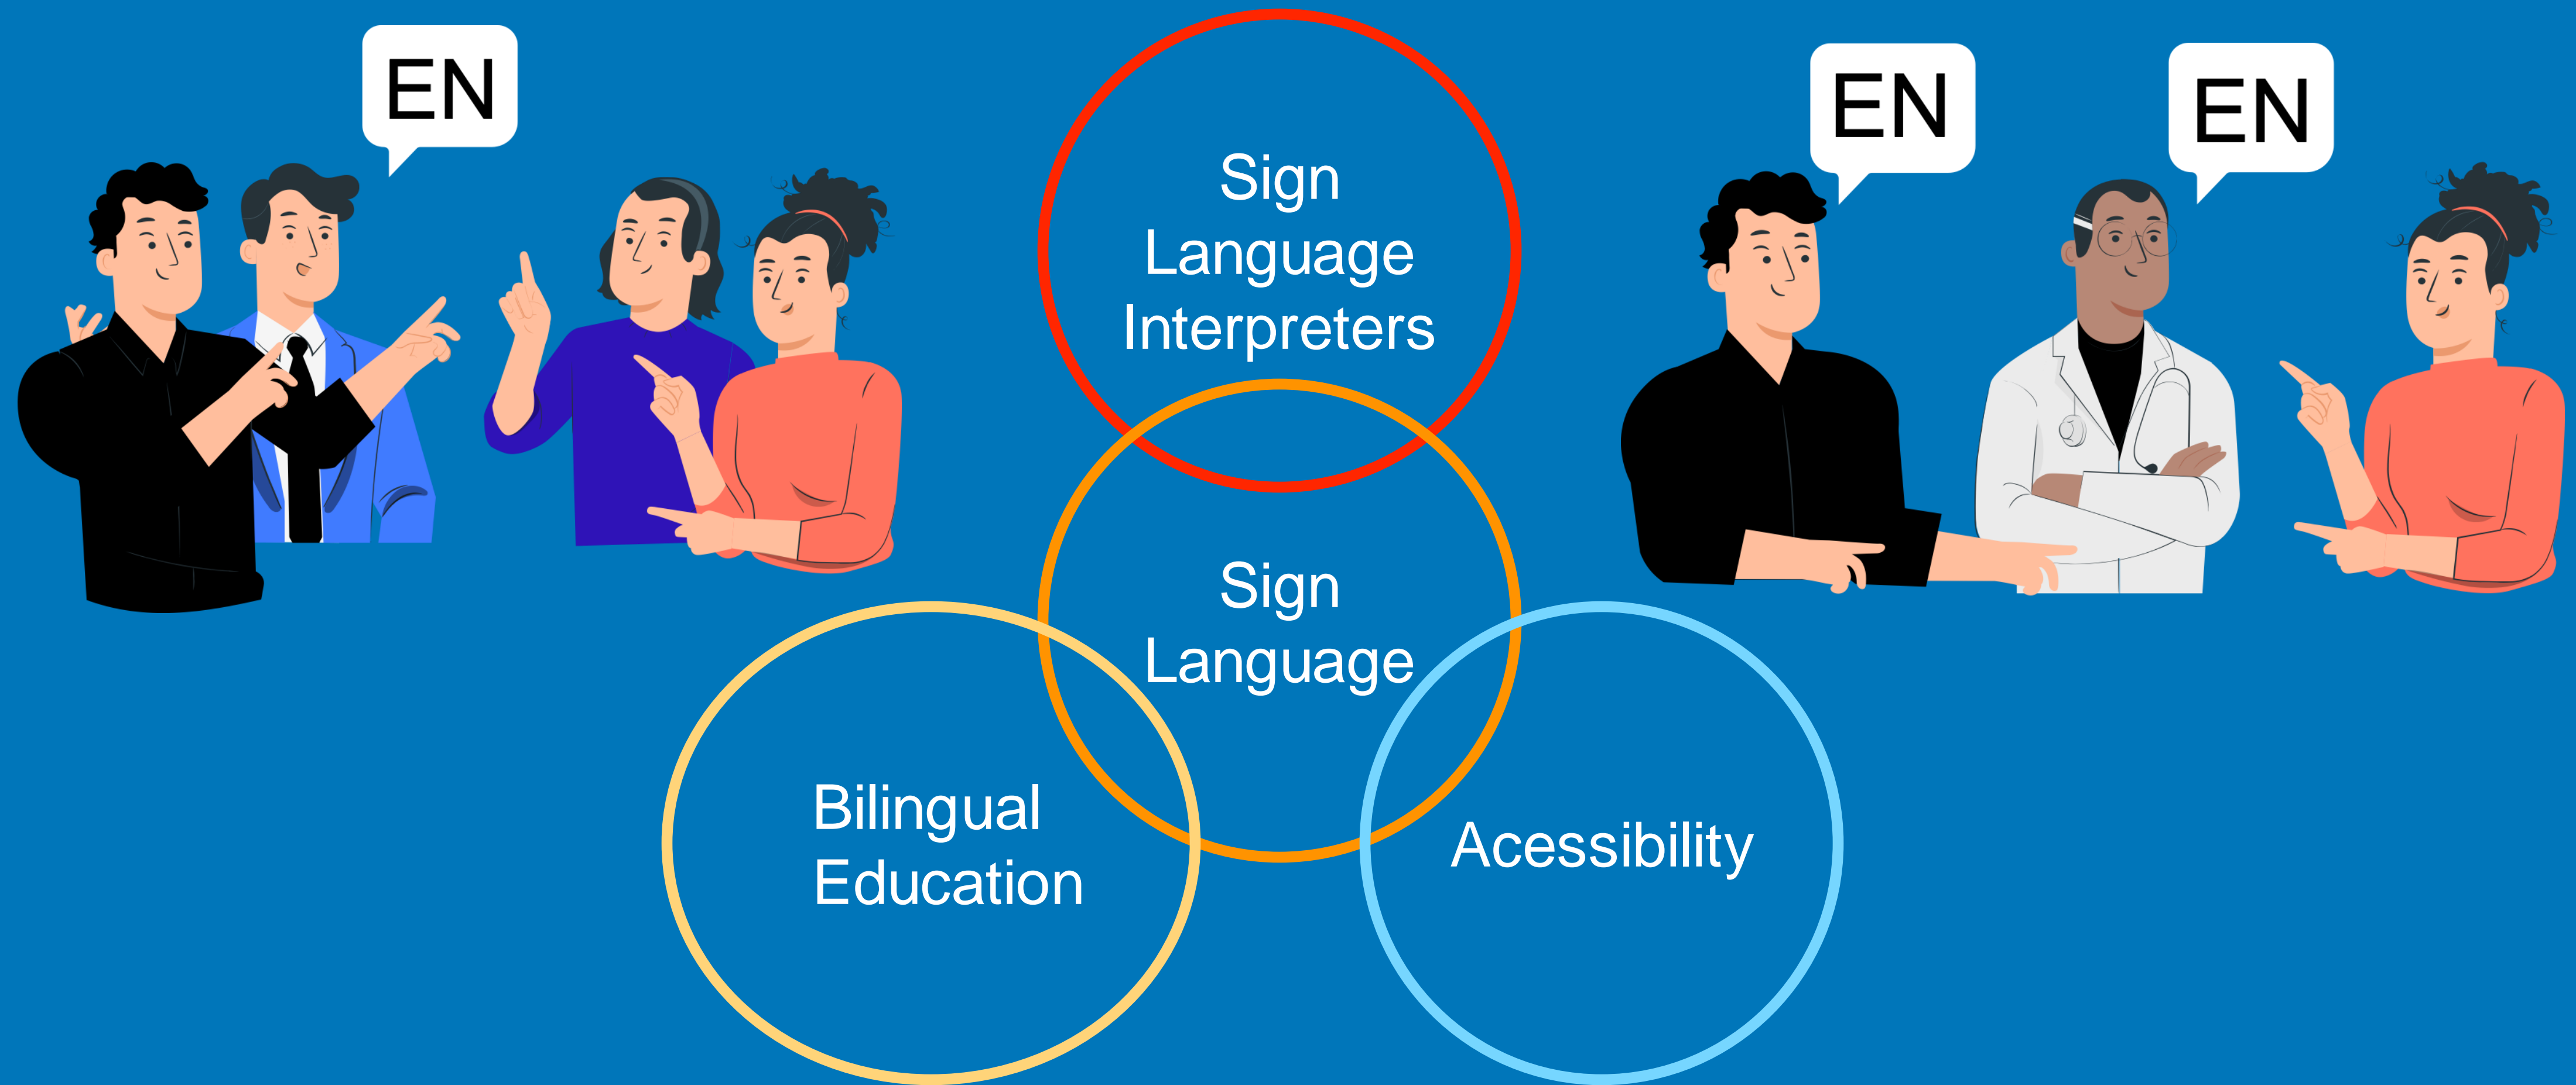 EN
EN
EN
Sign
Language
Interpreters
Sign
Language
Bilingual
Education
Acessibility